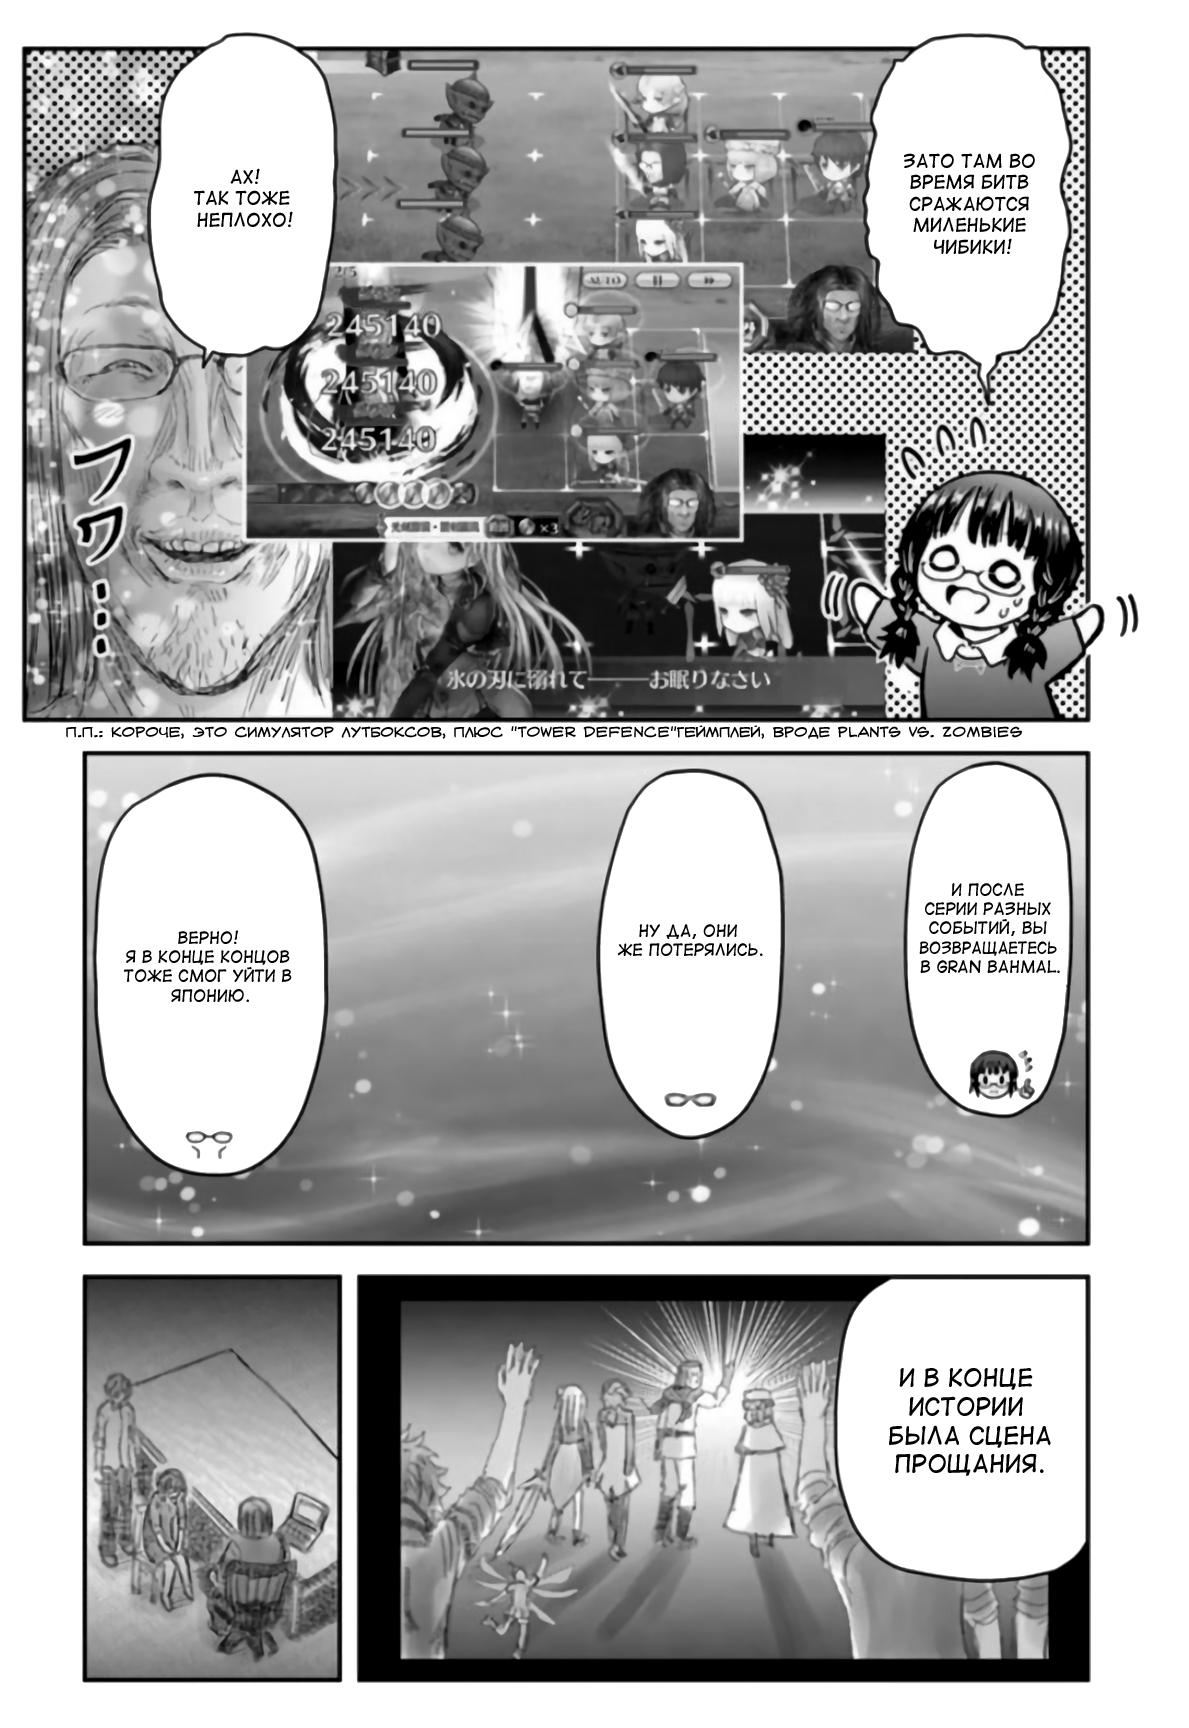 ЗАТО ТАМ ВО
ВРЕМЯ БИТВ
СРАЖАЮТСЯ
МИЛЕНЬКИЕ
ЧИБИКИ!
АХ!
ТАК ТОЖЕ
НЕПЛОХО!
2/5
AUTO
245140
245140
245140
×3
フワ…
氷の刃に溺れて――お眠りなさい
П.П.: КОРОЧЕ, ЭТО СИМУЛЯТОР ЛУТБОКСОВ, ПЛЮС "TOWER DEFENCE"ГЕЙМПЛЕЙ, ВРОДЕ PLANTS VS. ZOMBIES
И ПОСЛЕ
СЕРИИ РАЗНЫХ
СОБЫТИЙ, ВЫ
ВОЗВРАЩАЕТЕСЬ
В GRAN BAHMAL.
НУ ДА, ОНИ
ЖЕ ПОТЕРЯЛИСЬ.
ВЕРНО!
Я В КОНЦЕ КОНЦОВ
ТОЖЕ СМОГ УЙТИ В
ЯПОНИЮ.
И В КОНЦЕ
ИСТОРИИ
БЫЛА СЦЕНА
ПРОЩАНИЯ.